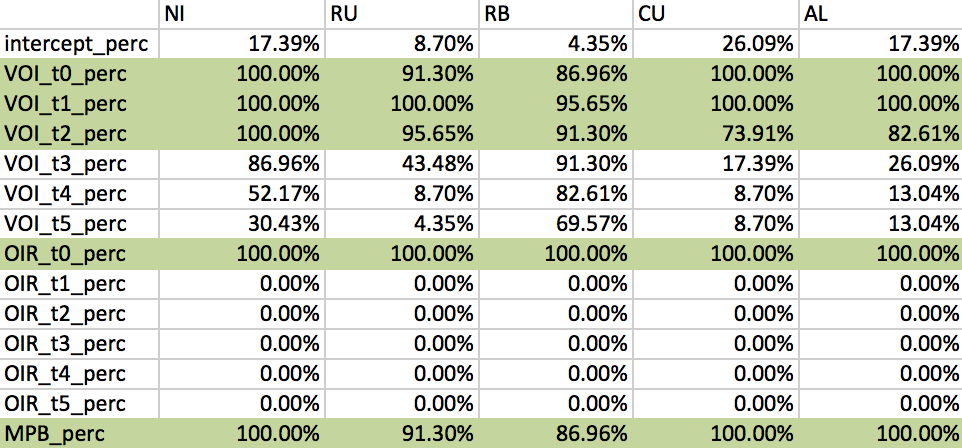 NI RU RB CU AL
intercept_perc 17.39% 8.70% 4.35% 26.09% 17.39%
VOI_t0_perc 100.00% 91.30% 86.96% 100.00% 100.00%
VOI_t1_perc 100.00% 100.00% 95.65% 100.00% 100.00%
VOI_t2_perc 100.00% 95.65% 91.30% 73.91% 82.61%
VOI_t3_perc 86.96% 43.48% 91.30% 17.39% 26.09%
VOI_t4_perc 52.17% 8.70% 82.61% 8.70% 13.04%
VOI_t5_perc 30.43% 4.35% 69.57% 8.70% 13.04%
OIR_t0_perc 100.00% 100.00% 100.00% 100.00% 100.00%
OIR_t1_perc 0.00% 0.00% 0.00% 0.00% 0.00%
OIR_t2_perc 0.00% 0.00% 0.00% 0.00% 0.00%
OIR_t3_perc 0.00% 0.00% 0.00% 0.00% 0.00%
OIR_t4_perc 0.00% 0.00% 0.00% 0.00% 0.00%
OIR_t5_perc 0.00% 0.00% 0.00% 0.00% 0.00%
MPB_perc 100.00% 91.30% 86.96% 100.00% 100.00%